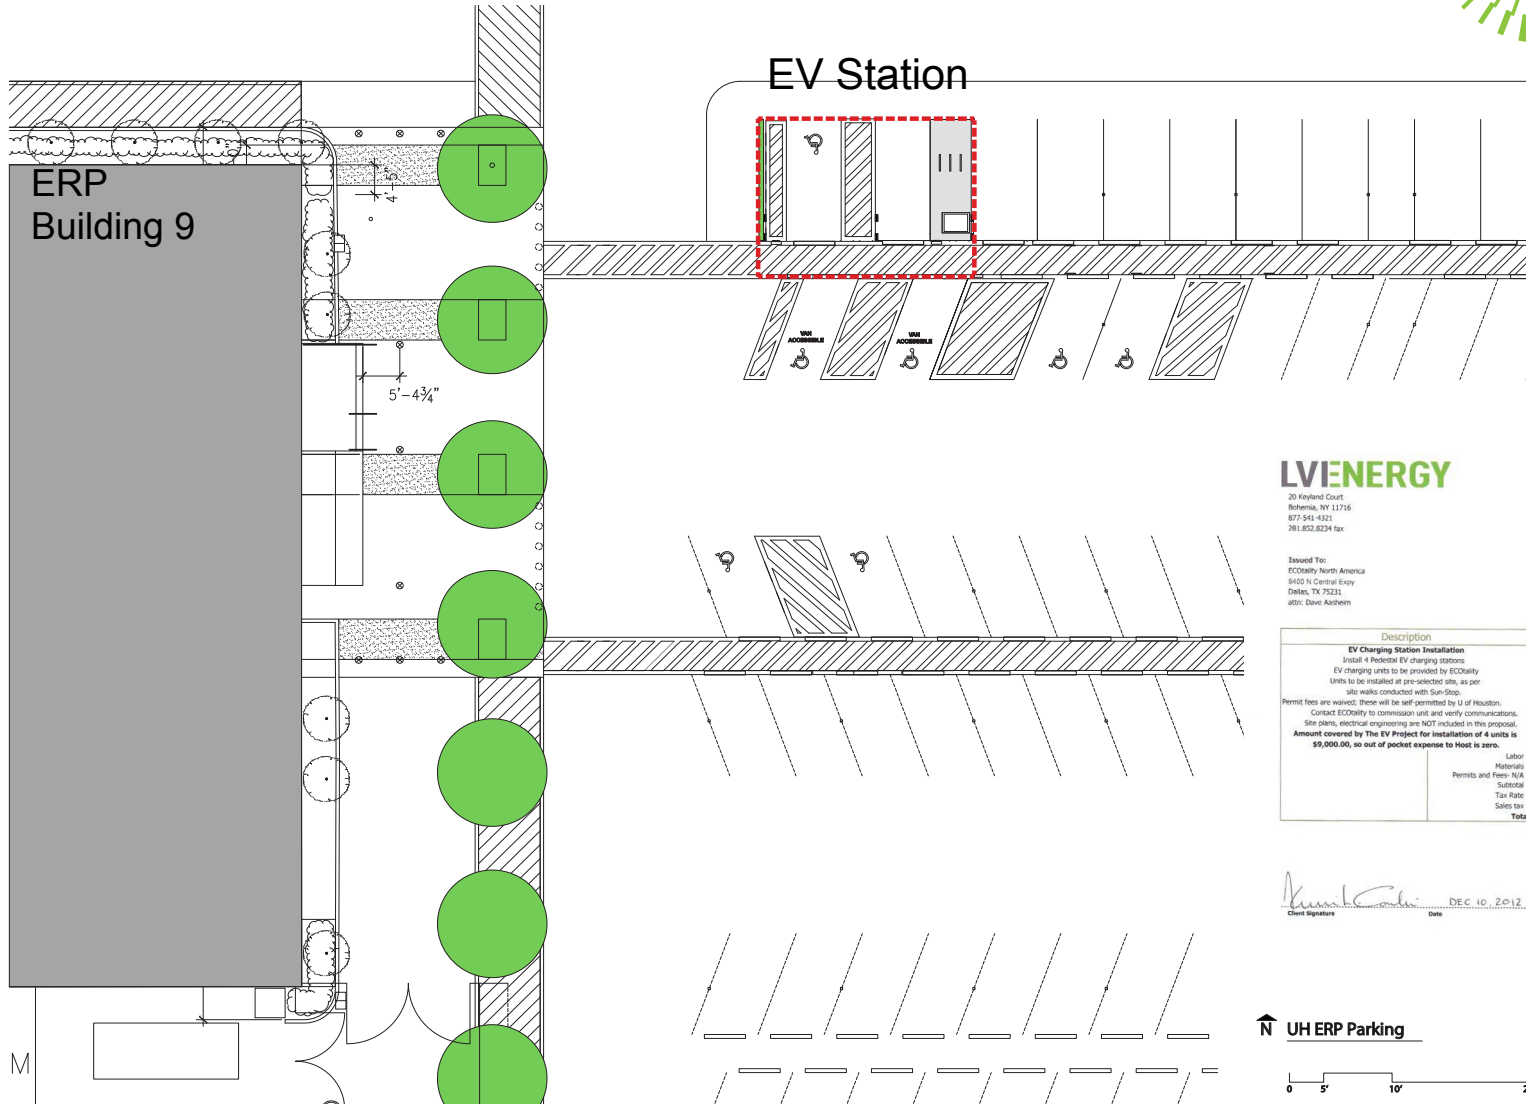 EV Station
ERP
Building 9
4'-5"
5'-4¾"
VAN
ACCESSIBLE
VAN
ACCESSIBLE
LVIENERGY
20 Keyland Court
Bohemia, NY 11716
877-541-4321
781.852.8234 fax
Issued To:
ECOtality North America
9400 N Central Expy
Dallas, TX 75231
attn: Dave Aasheim
Description
EV Charging Station Installation
Install 4 Pedestal EV charging stations
EV charging units to be provided by ECOtality
Units to be installed at pre-selected site, as per
site walks conducted with Sun-Stop.
Permit fees are waived; these will be self-permitted by U of Houston.
Contact ECOtality to commission unit and verify communications.
Site plans, electrical engineering are NOT included in this proposal.
Amount covered by The EV Project for installation of 4 units is
$9,000.00, so out of pocket expense to Host is zero.
Labor
Materials
Permits and Fees- N/A
Subtotal
Tax Rate
Sales tax
Tota
DEC 10, 2012
Client Signature Date
N UH ERP Parking
0 5' 10' 2
M